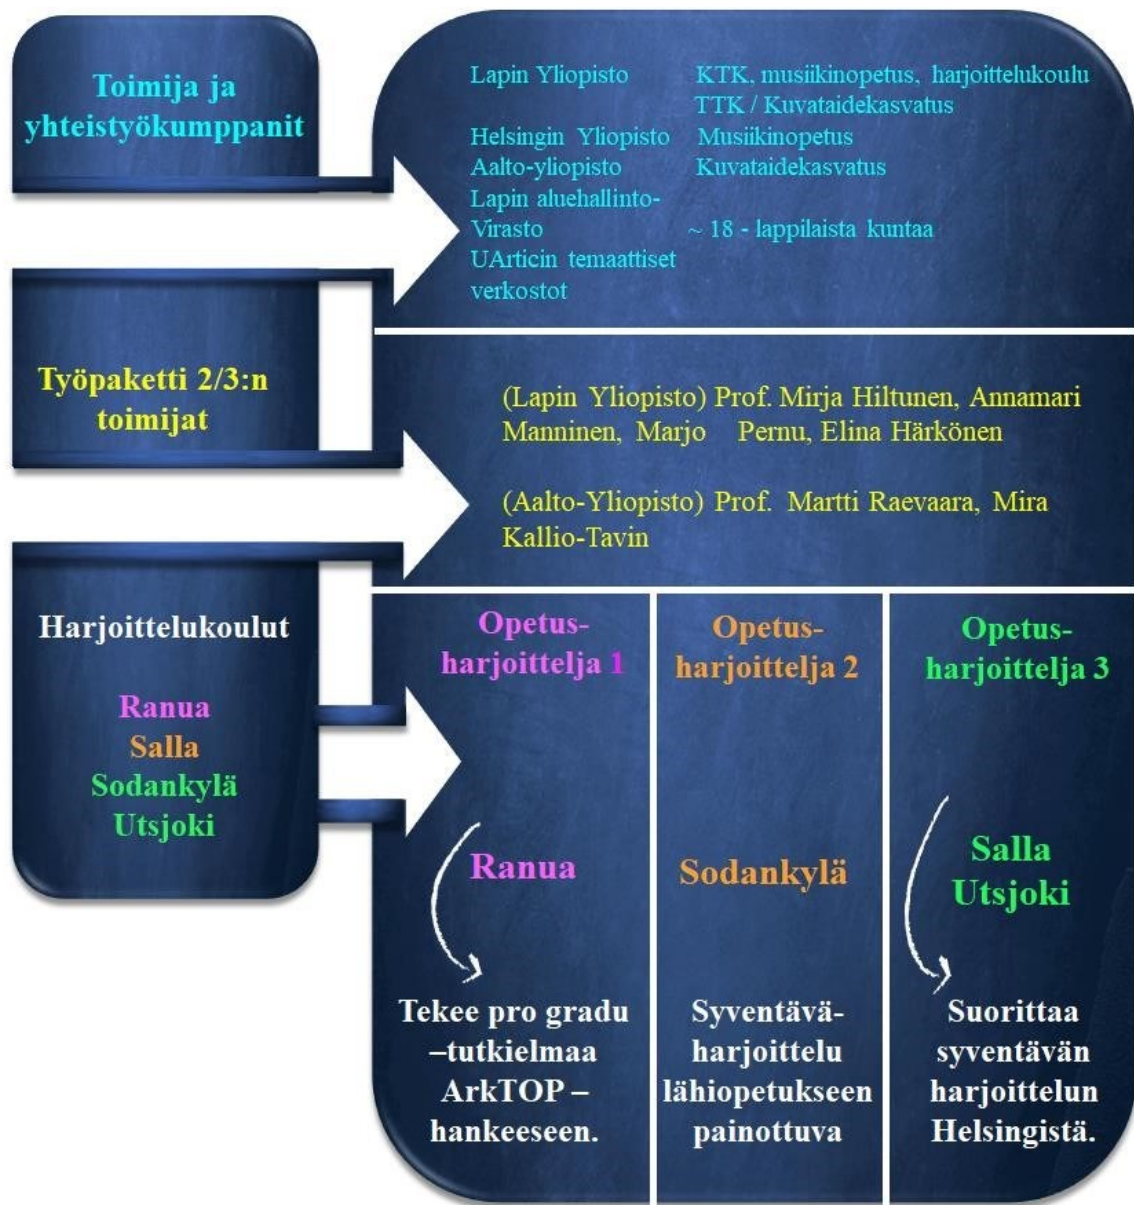 Toimija ja
yhteistyökumppanit
Lapin Yliopisto KTK, musiikinopetus, harjoittelukoulu
TTK / Kuvataidekasvatus
Helsingin Yliopisto Musiikinopetus
Aalto-yliopisto Kuvataidekasvatus
Lapin aluehallinto-
Virasto ~ 18 - lappilaista kuntaa
UArticin temaattiset
verkostot
Työpaketti 2/3:n
toimijat
(Lapin Yliopisto) Prof. Mirja Hiltunen, Annamari
Manninen, Marjo Pernu, Elina Härkönen
(Aalto-Yliopisto) Prof. Martti Raevaara, Mira
Kallio-Tavin
Harjoittelukoulut
Ranua
Salla
Sodankylä
Utsjoki
Opetus-
harjoittelja 1
Ranua
Tekee pro gradu
–tutkielmaa
ArkTOP –
hankeeseen.
Opetus-
harjoittelja 2
Sodankylä
Syventävä-
harjoittelu
lähiopetukseen
painottuva
Opetus-
harjoittelja 3
Salla
Utsjoki
Suorittaa
syventävän
harjoittelun
Helsingistä.